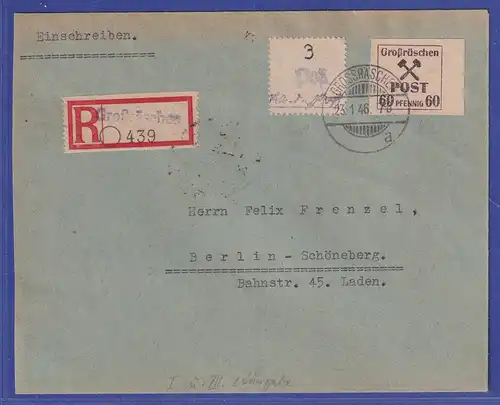 Einschreiben.
3
Großräschen
POST
60 PFENNIG 60
GROSSRÄSCHEN
23.1.46.
d
R
Großräschen
439
Herrn Felix Frenzel,
Berlin-Schöneberg.
Bahnstr. 45. Laden.
I u. III.